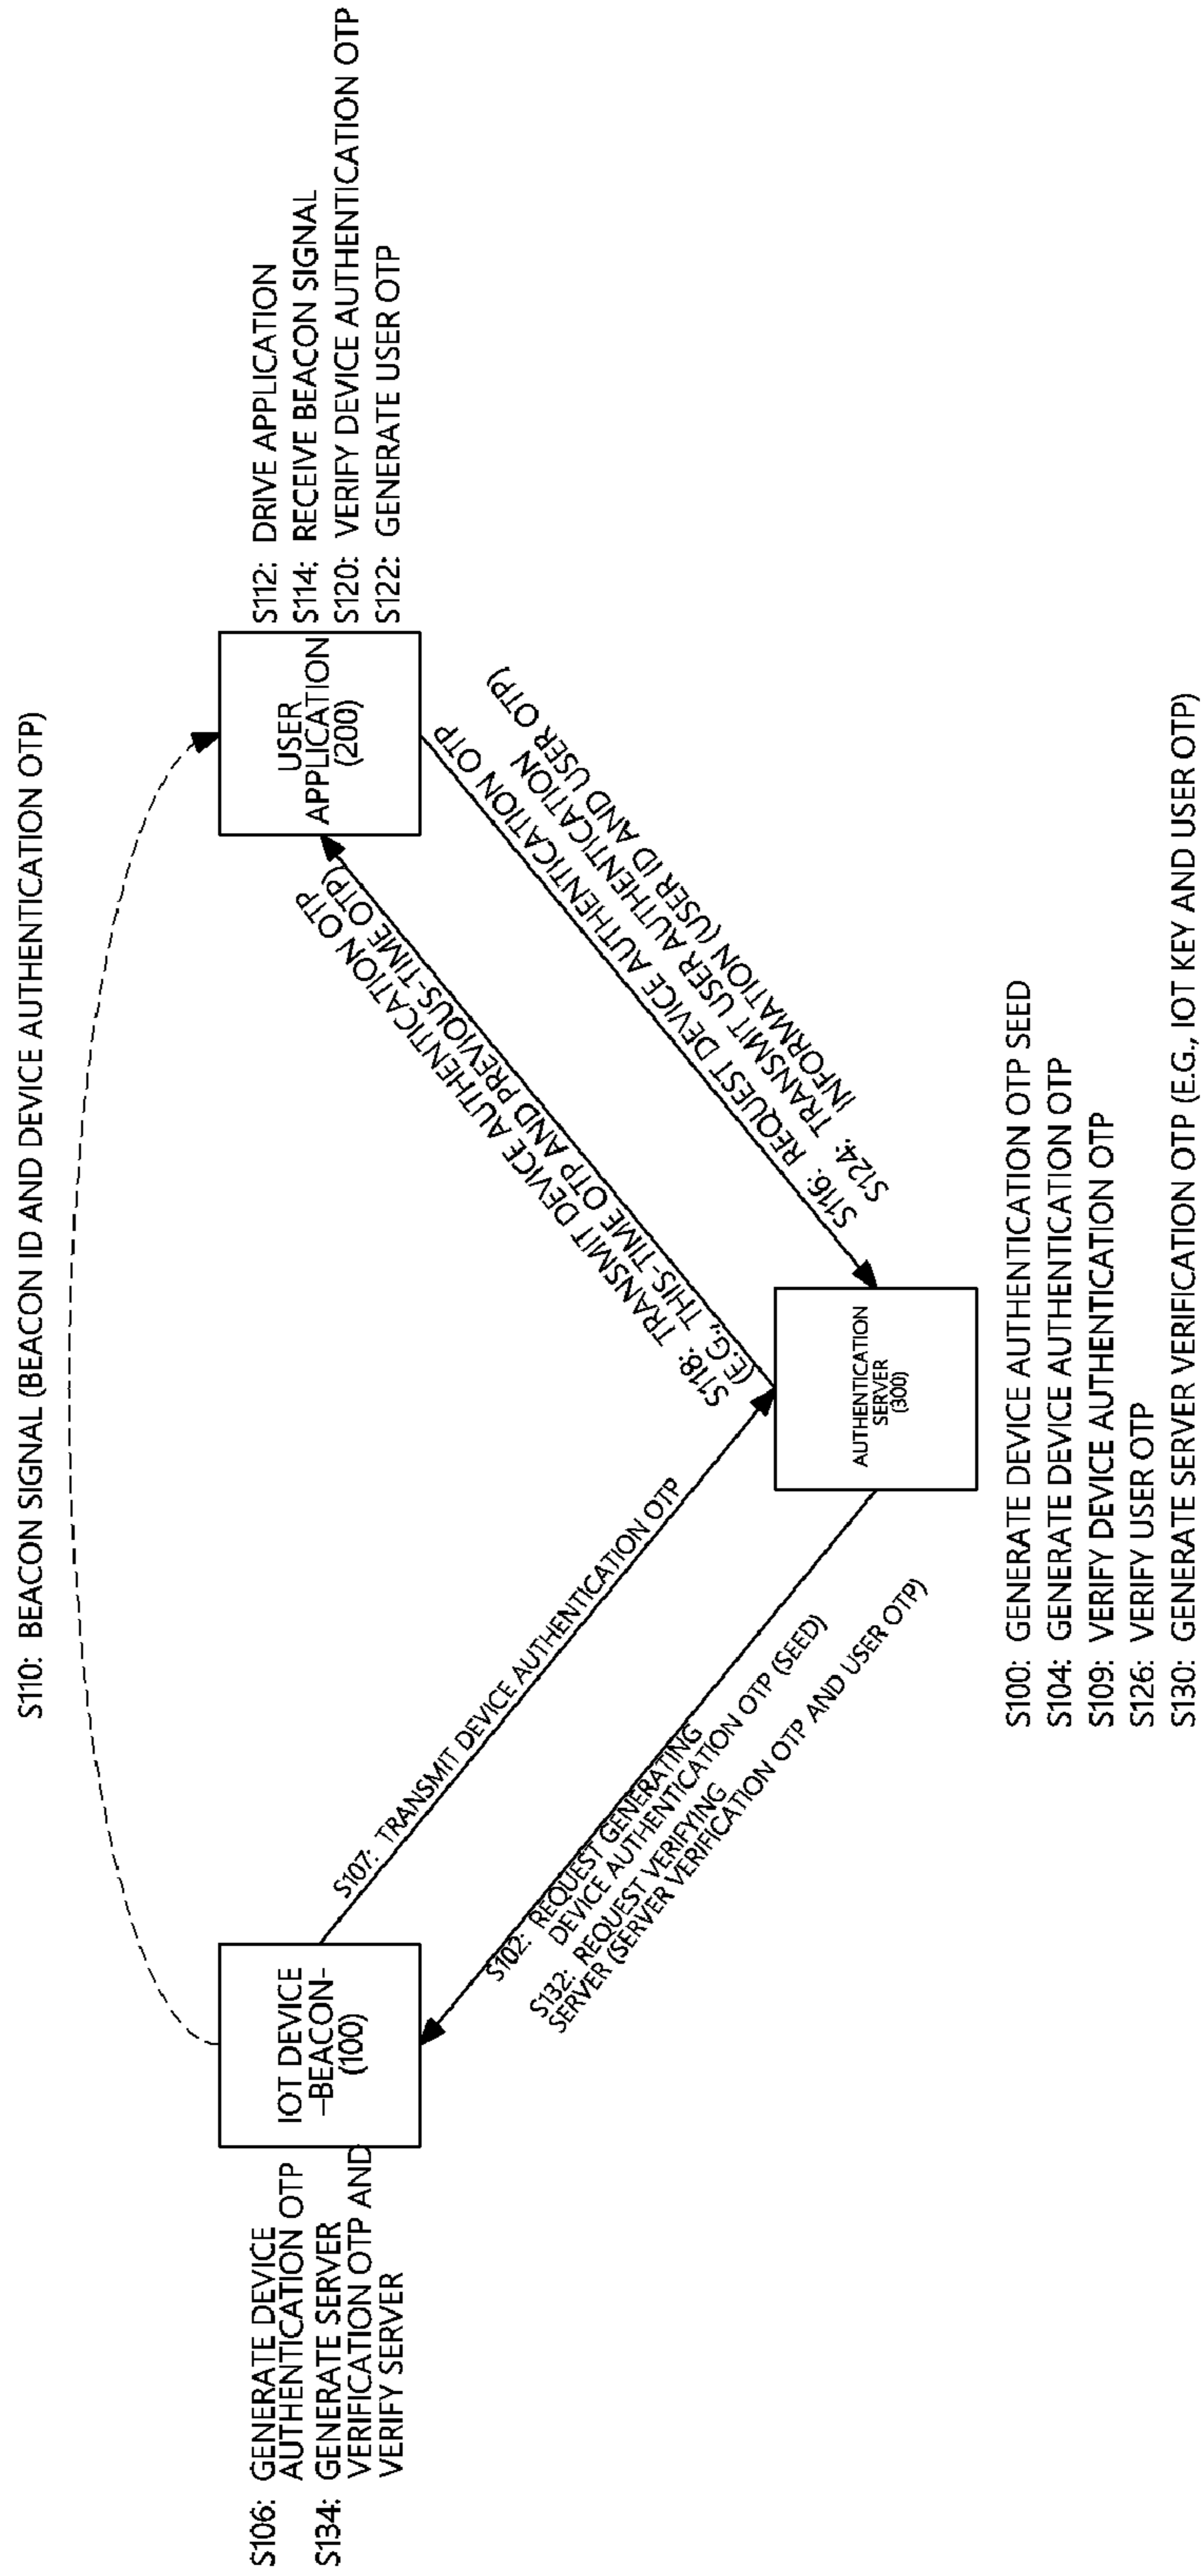 S110: BEACON SIGNAL (BEACON ID AND DEVICE AUTHENTICATION OTP)
S106: GENERATE DEVICE
AUTHENTICATION OTP
S134: GENERATE SERVER
VERIFICATION OTP AND
VERIFY SERVER
IOT DEVICE
-BEACON-
(100)
USER
APPLICATION
(200)
S112: DRIVE APPLICATION
S114: RECEIVE BEACON SIGNAL
S120: VERIFY DEVICE AUTHENTICATION OTP
S122: GENERATE USER OTP
S107: TRANSMIT DEVICE AUTHENTICATION OTP
S118: TRANSMIT DEVICE AUTHENTICATION OTP
(E.G., THIS-TIME OTP AND PREVIOUS-TIME OTP)
S102: REQUEST GENERATING
DEVICE AUTHENTICATION OTP (SEED)
S132: REQUEST VERIFYING
SERVER (SERVER VERIFICATION OTP AND USER OTP)
S116: REQUEST DEVICE AUTHENTICATION OTP
S124: TRANSMIT USER AUTHENTICATION
INFORMATION (USER ID AND USER OTP)
AUTHENTICATION
SERVER
(300)
S100: GENERATE DEVICE AUTHENTICATION OTP SEED
S104: GENERATE DEVICE AUTHENTICATION OTP
S109: VERIFY DEVICE AUTHENTICATION OTP
S126: VERIFY USER OTP
S130: GENERATE SERVER VERIFICATION OTP (E.G., IOT KEY AND USER OTP)